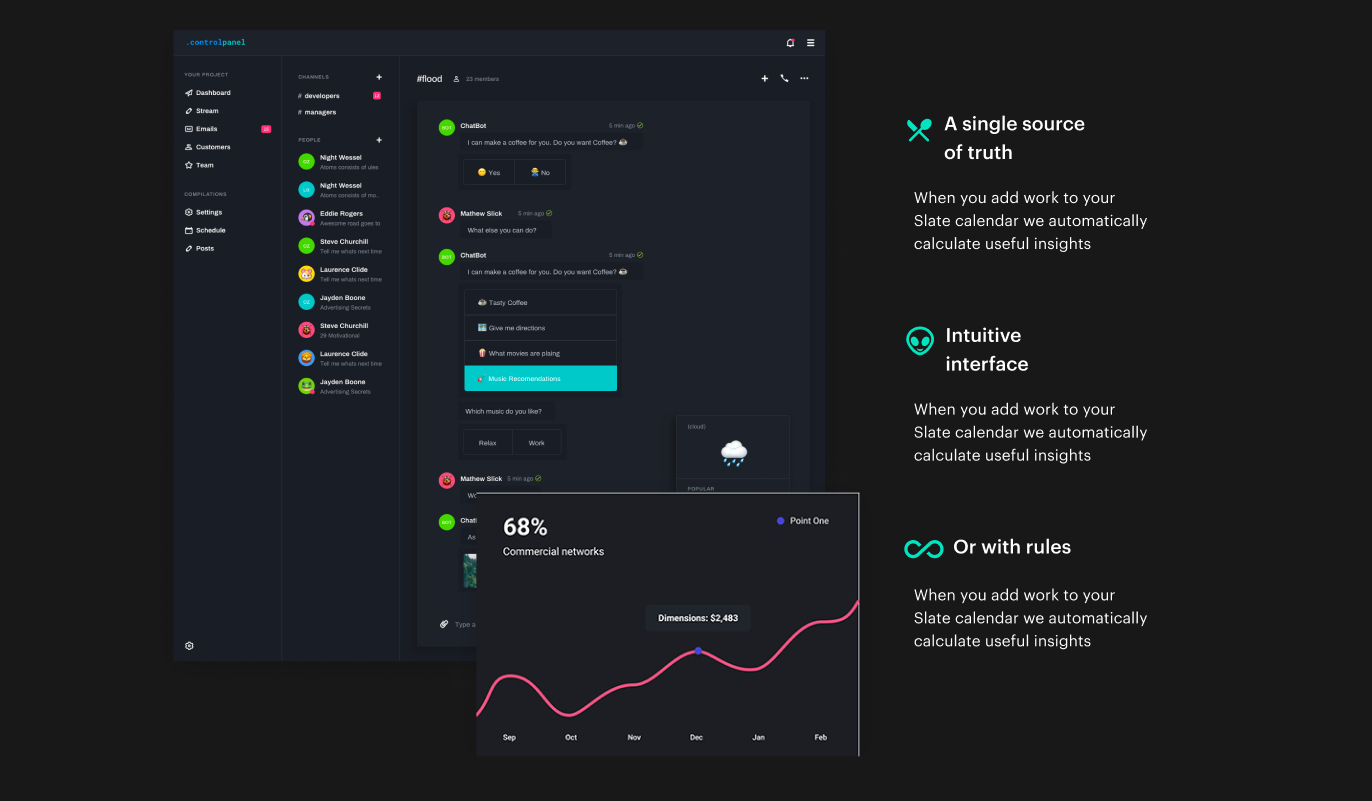 .controlpanel
YOUR PROJECT
Dashboard
Stream
Emails
Customers
Team
COMPILATIONS
Settings
Schedule
Posts
CHANNELS
# developers
# managers
PEOPLE
OZ
Night Wessel
Atoms consists of ules
LO
Night Wessel
Atoms consists of mo...
Eddie Rogers
Awesome road goes to
OZ
Steve Churchill
Tell me whats next time
Laurence Clide
Tell me whats next time
OZ
Jayden Boone
Advertising Secrets
Steve Churchill
29 Motivational
Laurence Clide
Tell me whats next time
Jayden Boone
Advertising Secrets
#flood
23 members
BOT
ChatBot
5 min ago
I can make a coffee for you. Do you want Coffee?
Yes
No
Mathew Slick
5 min ago
What else you can do?
BOT
ChatBot
5 min ago
I can make a coffee for you. Do you want Coffee?
Tasty Coffee
Give me directions
What movies are plaing
Music Recomendations
Which music do you like?
Relax
Work
(cloud)
POPULAR
Mathew Slick
5 min ago
Wo
BOT
Chat
As
Type a
68%
Commercial networks
Point One
Dimensions: $2,483
Sep
Oct
Nov
Dec
Jan
Feb
A single source
of truth
When you add work to your
Slate calendar we automatically
calculate useful insights
Intuitive
interface
When you add work to your
Slate calendar we automatically
calculate useful insights
Or with rules
When you add work to your
Slate calendar we automatically
calculate useful insights